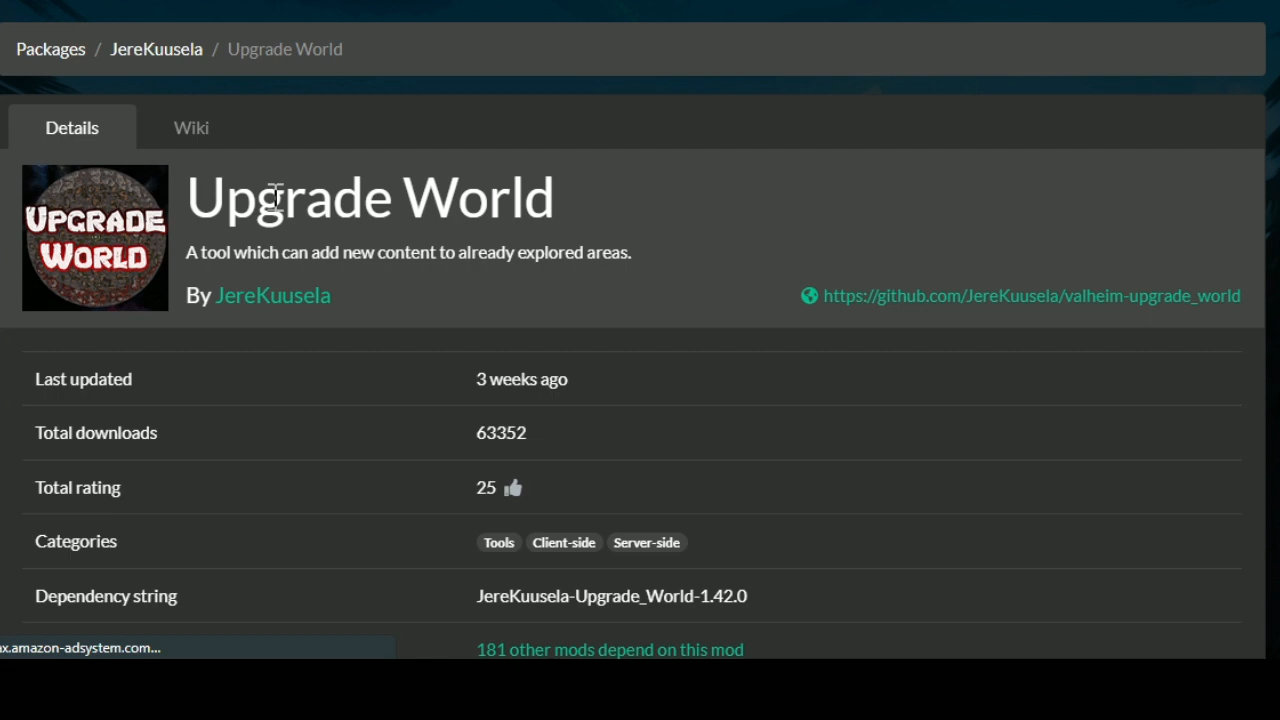 Packages / JereKuusela / Upgrade World
Details Wiki
UPGRADE
WORLD
Upgrade World
A tool which can add new content to already explored areas.
By JereKuusela https://github.com/JereKuusela/valheim-upgrade_world
Last updated 3 weeks ago
Total downloads 63352
Total rating 25
Categories Tools Client-side Server-side
Dependency string JereKuusela-Upgrade_World-1.42.0
ax.amazon-adsystem.com... 181 other mods depend on this mod